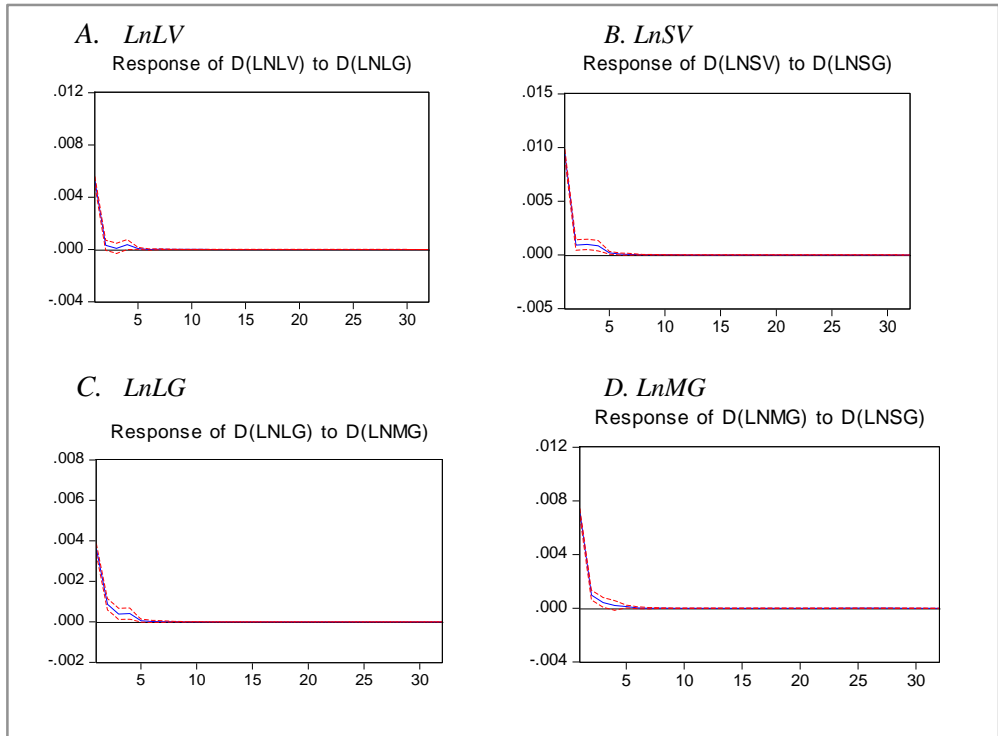 A. LnLV
Response of D(LNLV) to D(LNLG)
.012
.008
.004
.000
-.004
5 10 15 20 25 30
B. LnSV
Response of D(LNSV) to D(LNSG)
.015
.010
.005
.000
-.005
5 10 15 20 25 30
C. LnLG
Response of D(LNLG) to D(LNMG)
.008
.006
.004
.002
.000
-.002
5 10 15 20 25 30
D. LnMG
Response of D(LNMG) to D(LNSG)
.012
.008
.004
.000
-.004
5 10 15 20 25 30